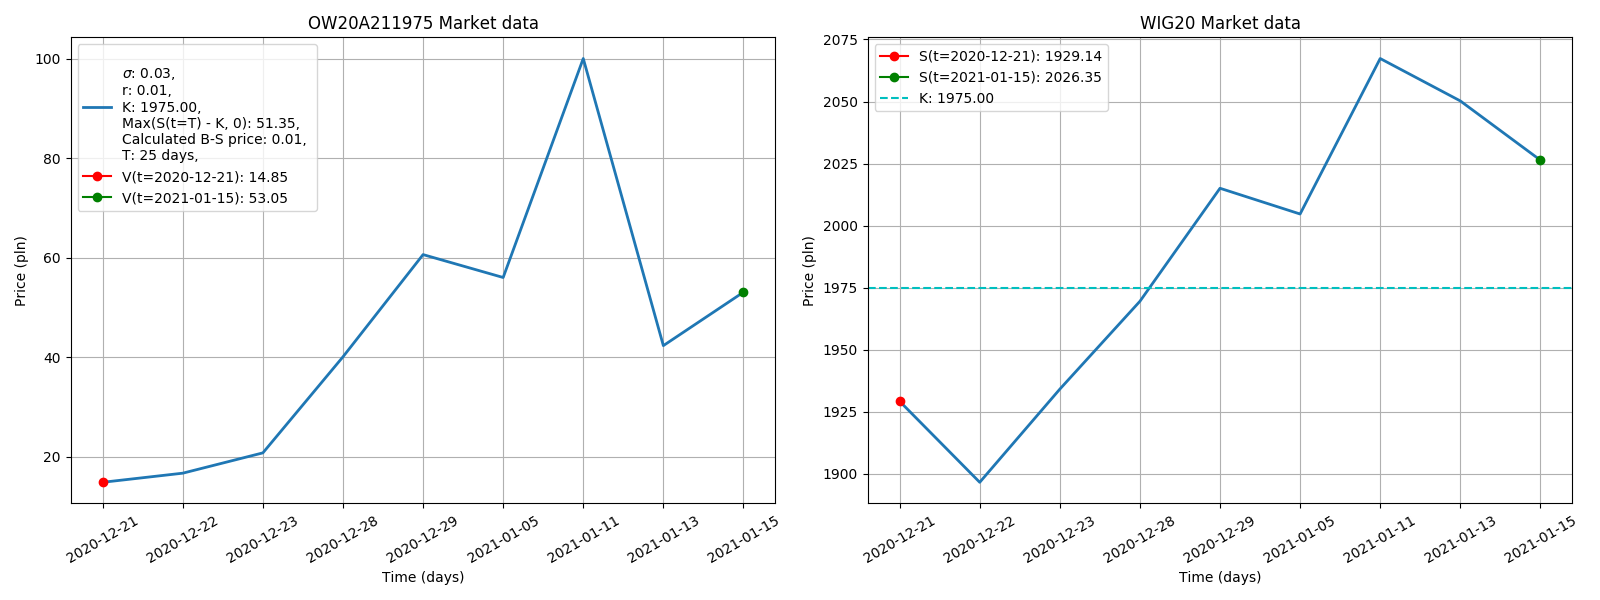 OW20A211975 Market data
σ: 0.03,
r: 0.01,
K: 1975.00,
Max(S(t=T) - K, 0): 51.35,
Calculated B-S price: 0.01,
T: 25 days,
V(t=2020-12-21): 14.85
V(t=2021-01-15): 53.05
100
80
60
40
20
Price (pln)
2020-12-21
2020-12-22
2020-12-23
2020-12-28
2020-12-29
2021-01-05
2021-01-11
2021-01-13
2021-01-15
Time (days)
WIG20 Market data
S(t=2020-12-21): 1929.14
S(t=2021-01-15): 2026.35
K: 1975.00
2075
2050
2025
2000
1975
1950
1925
1900
Price (pln)
2020-12-21
2020-12-22
2020-12-23
2020-12-28
2020-12-29
2021-01-05
2021-01-11
2021-01-13
2021-01-15
Time (days)